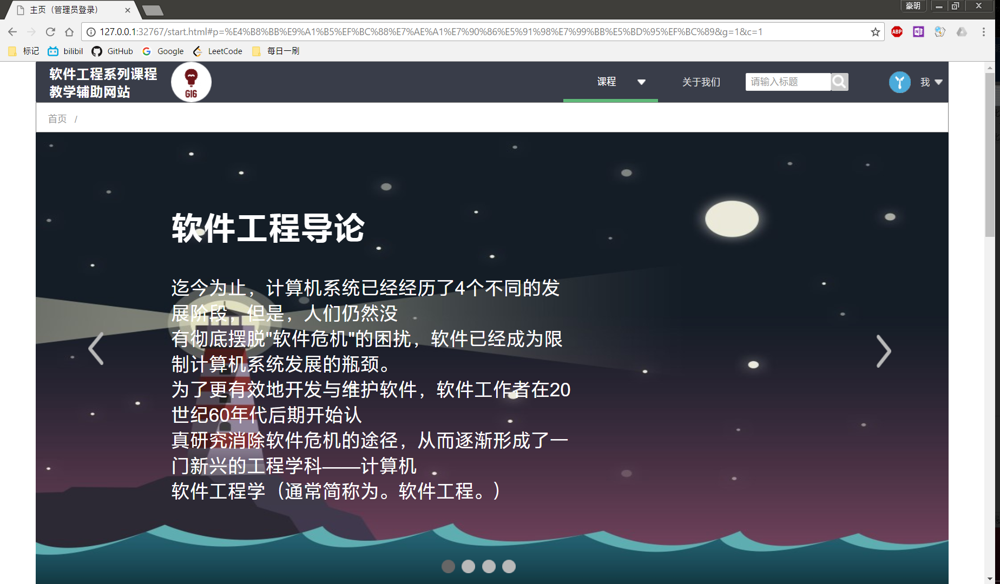 主页（管理员登录）
豪明
127.0.0.1:32767/start.html#p=%E4%B8%BB%E9%A1%B5%EF%BC%88%E7%AE%A1%E7%90%86%E5%91%98%E7%99%BB%E5%BD%95%EF%BC%89&g=1&c=1
ABP
N
标记 bilibil GitHub Google LeetCode 每日一刷
软件工程系列课程
教学辅助网站
G16
课程 关于我们 请输入标题 我
首页 /
软件工程导论
迄今为止，计算机系统已经经历了4个不同的发
展阶段，但是，人们仍然没
有彻底摆脱"软件危机"的困扰，软件已经成为限
制计算机系统发展的瓶颈。
为了更有效地开发与维护软件，软件工作者在20
世纪60年代后期开始认
真研究消除软件危机的途径，从而逐渐形成了一
门新兴的工程学科——计算机
软件工程学（通常简称为。软件工程。）